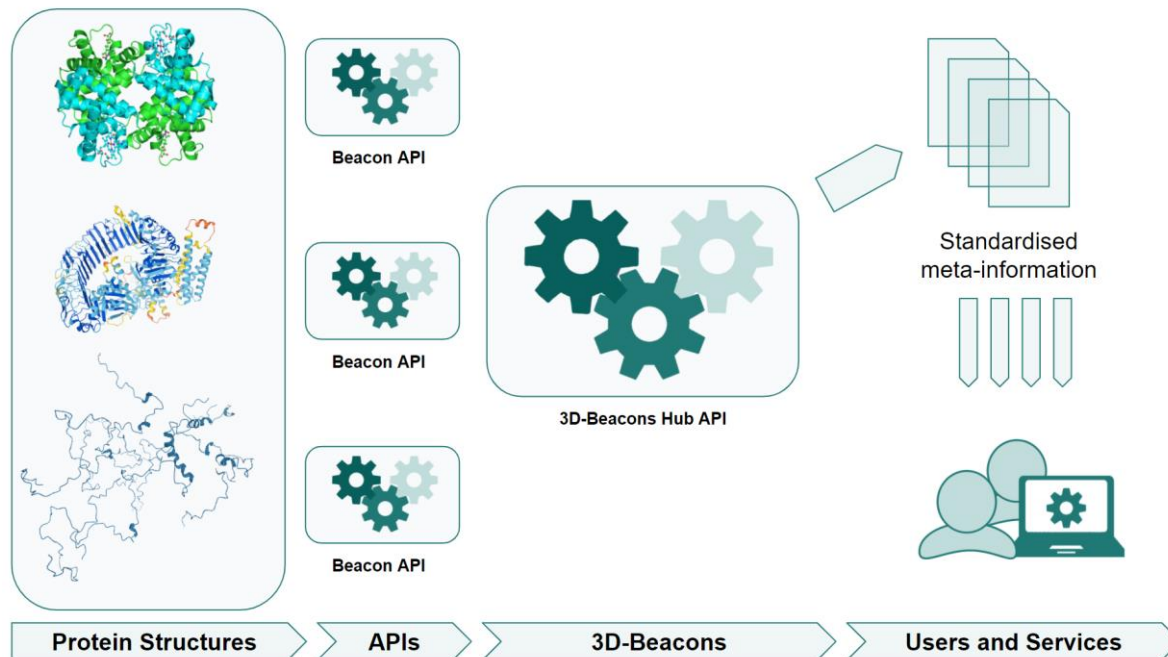 Beacon API
Beacon API
Beacon API
3D-Beacons Hub API
Standardised
meta-information
Protein Structures
APIs
3D-Beacons
Users and Services